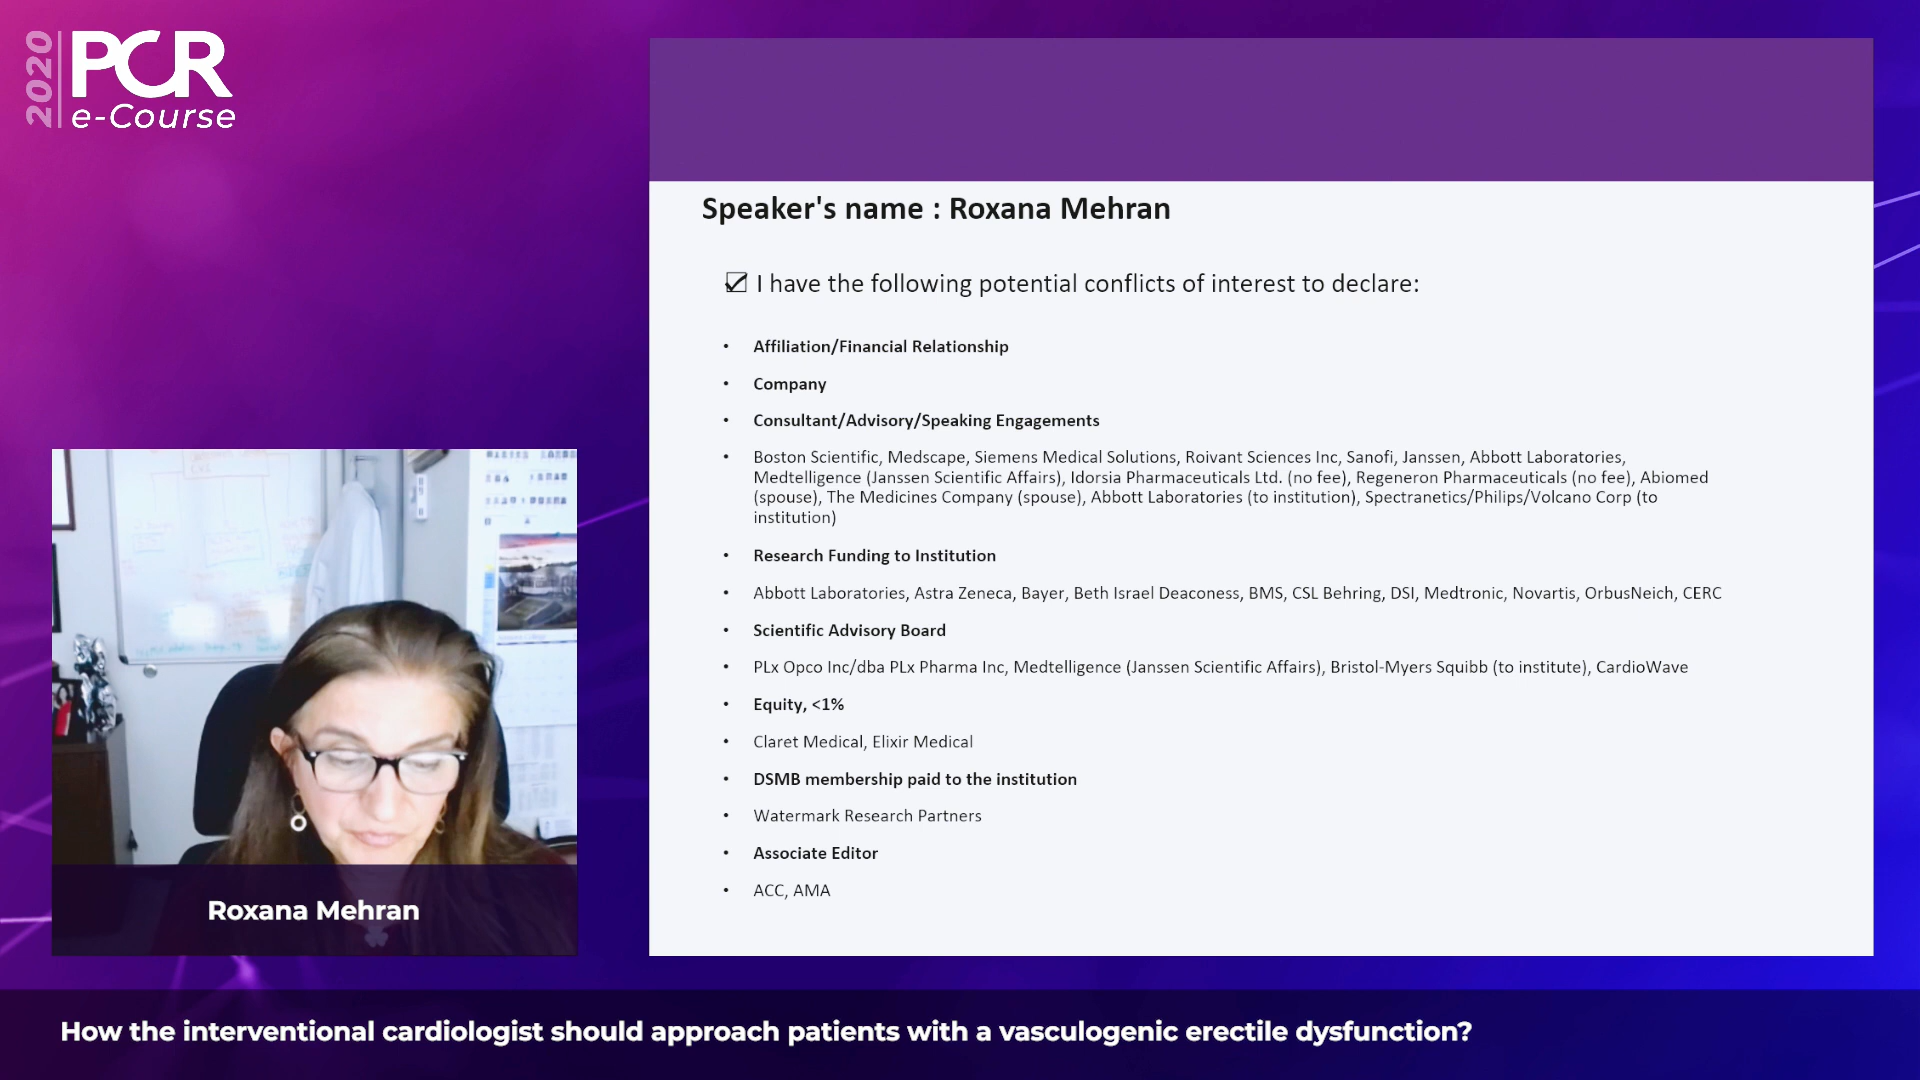 2020
PCR
e-Course
Speaker's name : Roxana Mehran
I have the following potential conflicts of interest to declare:
• Affiliation/Financial Relationship
• Company
• Consultant/Advisory/Speaking Engagements
• Boston Scientific, Medscape, Siemens Medical Solutions, Roivant Sciences Inc, Sanofi, Janssen, Abbott Laboratories,
Medtelligence (Janssen Scientific Affairs), Idorsia Pharmaceuticals Ltd. (no fee), Regeneron Pharmaceuticals (no fee), Abiomed
(spouse), The Medicines Company (spouse), Abbott Laboratories (to institution), Spectranetics/Philips/Volcano Corp (to
institution)
• Research Funding to Institution
• Abbott Laboratories, Astra Zeneca, Bayer, Beth Israel Deaconess, BMS, CSL Behring, DSI, Medtronic, Novartis, OrbusNeich, CERC
• Scientific Advisory Board
• PLx Opco Inc/dba PLx Pharma Inc, Medtelligence (Janssen Scientific Affairs), Bristol-Myers Squibb (to institute), CardioWave
• Equity, <1%
• Claret Medical, Elixir Medical
• DSMB membership paid to the institution
• Watermark Research Partners
• Associate Editor
• ACC, AMA
Roxana Mehran
How the interventional cardiologist should approach patients with a vasculogenic erectile dysfunction?